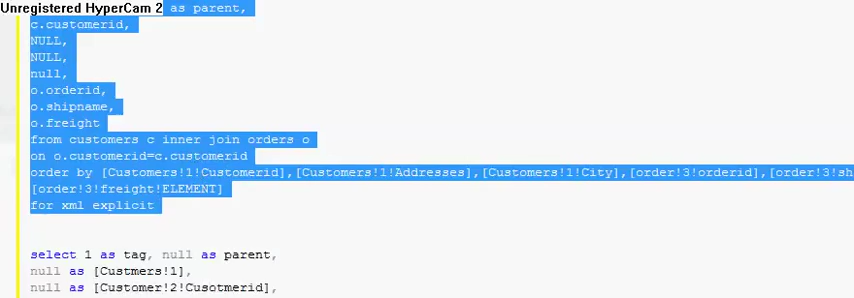 Unregistered HyperCam 2 as parent,
c.customerid,
NULL,
NULL,
null,
o.orderid,
o.shipname,
o.freight
from customers c inner join orders o
on o.customerid=c.customerid
order by [Customers!1!Customerid],[Customers!1!Addresses],[Customers!1!City],[order!3!orderid],[order!3!sh
[order!3!freight!ELEMENT]
for xml explicit
select 1 as tag, null as parent,
null as [Custmers!1],
null as [Customer!2!Cusotmerid],